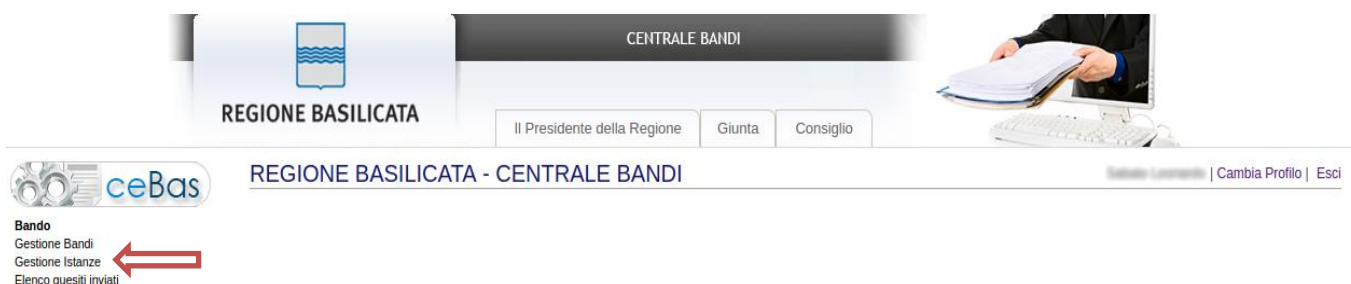 CENTRALE BANDI
REGIONE BASILICATA
Il Presidente della Regione
Giunta
Consiglio
ceBas
REGIONE BASILICATA - CENTRALE BANDI
| Cambia Profilo | Esci
Bando
Gestione Bandi
Gestione Istanze
Elenco quesiti inviati